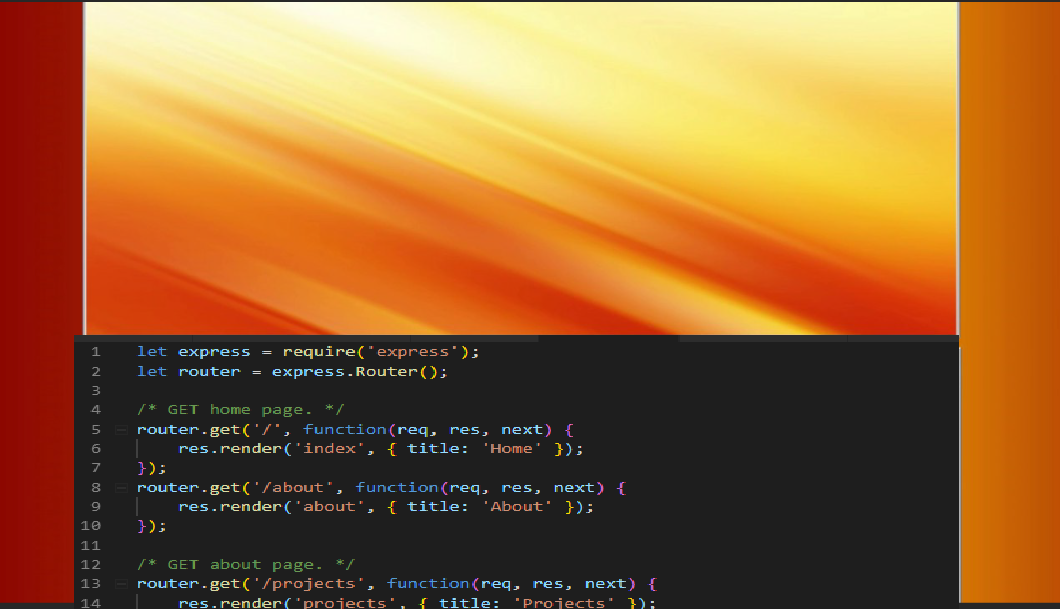 1 let express = require('express');
2 let router = express.Router();
3
4 /* GET home page. */
5 router.get('/', function(req, res, next) {
6     res.render('index', { title: 'Home' });
7 });
8 router.get('/about', function(req, res, next) {
9     res.render('about', { title: 'About' });
10 });
11
12 /* GET about page. */
13 router.get('/projects', function(req, res, next) {
14     res.render('projects', { title: 'Projects' });